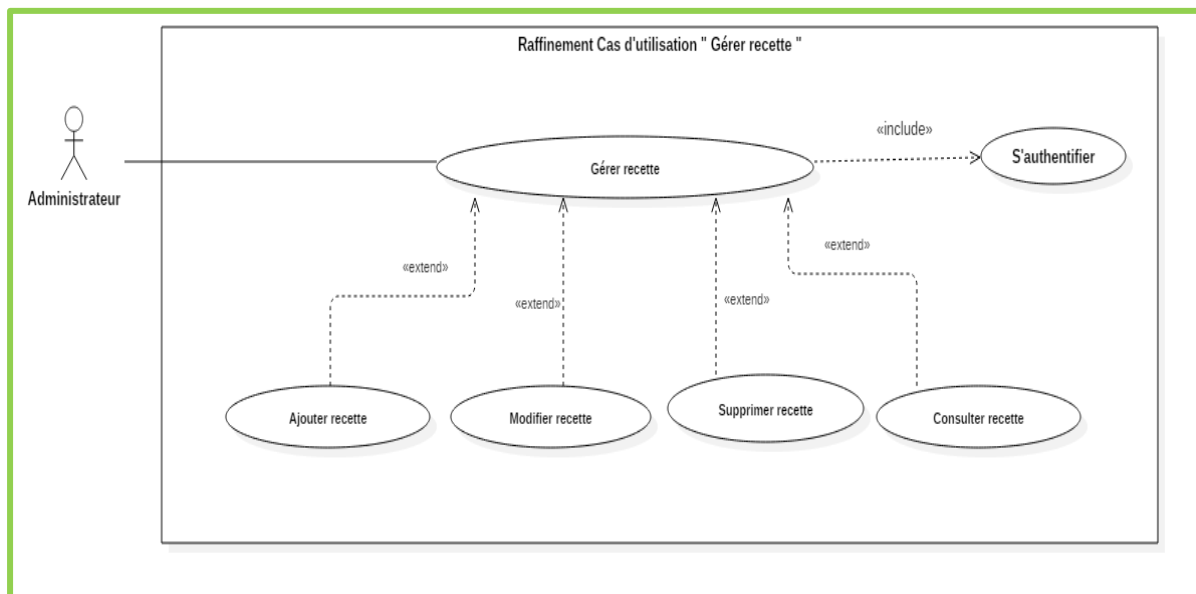 Raffinement Cas d'utilisation " Gérer recette "
«include»
S'authentifier
Gérer recette
Administrateur
«extend»
«extend»
«extend»
«extend»
Ajouter recette
Modifier recette
Supprimer recette
Consulter recette